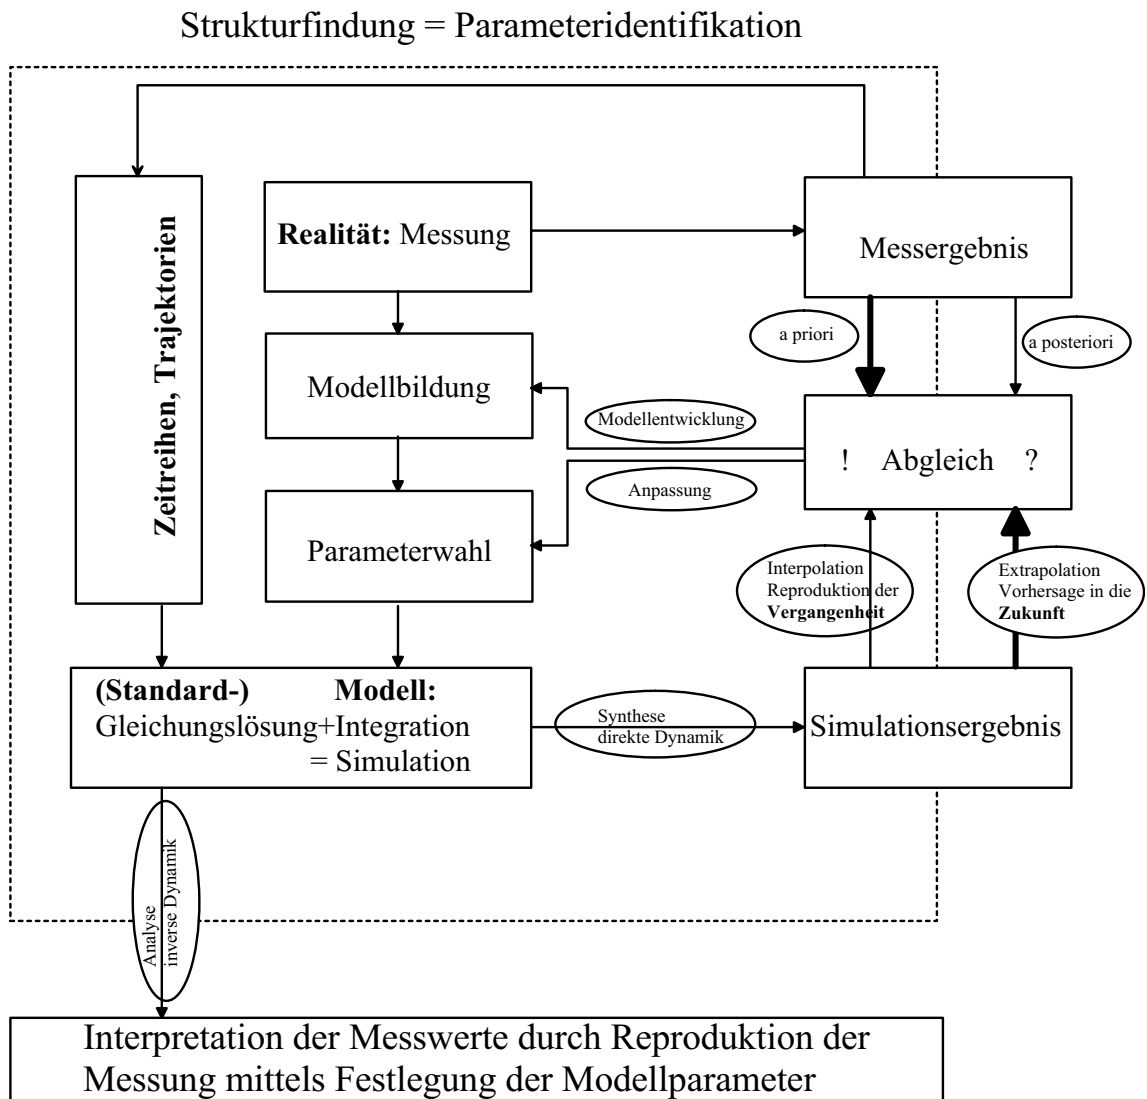 Strukturfindung = Parameteridentifikation
Zeitreihen, Trajektorien
Realität: Messung
Messergebnis
a priori
a posteriori
Modellbildung
Modellentwicklung
! Abgleich ?
Anpassung
Parameterwahl
Interpolation
Reproduktion der
Vergangenheit
Extrapolation
Vorhersage in die
Zukunft
(Standard-) Modell:
Gleichungslösung+Integration
= Simulation
Synthese
direkte Dynamik
Simulationsergebnis
Analyse
inverse Dynamik
Interpretation der Messwerte durch Reproduktion der
Messung mittels Festlegung der Modellparameter